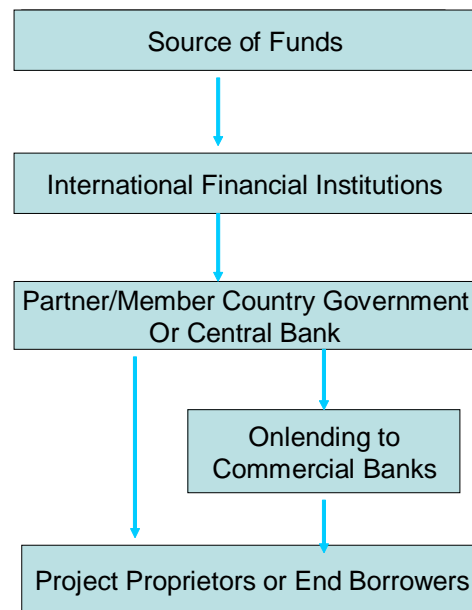 Source of Funds
International Financial Institutions
Partner/Member Country Government
Or Central Bank
Onlending to
Commercial Banks
Project Proprietors or End Borrowers